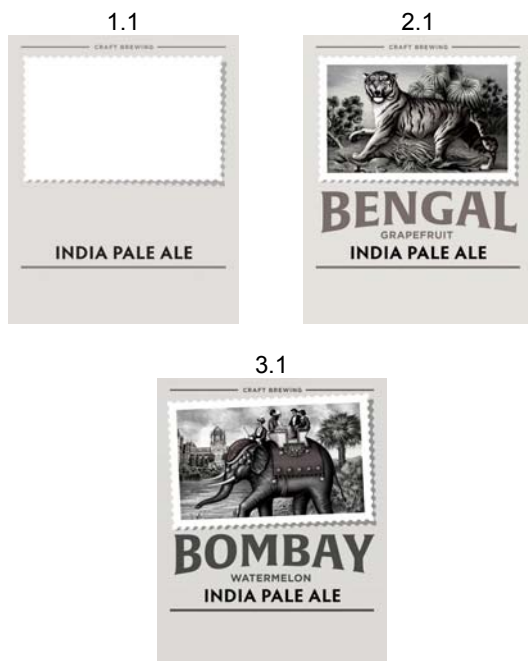 1.1
CRAFT BREWING
INDIA PALE ALE
2.1
CRAFT BREWING
BENGAL
GRAPEFRUIT
INDIA PALE ALE
3.1
CRAFT BREWING
BOMBAY
WATERMELON
INDIA PALE ALE